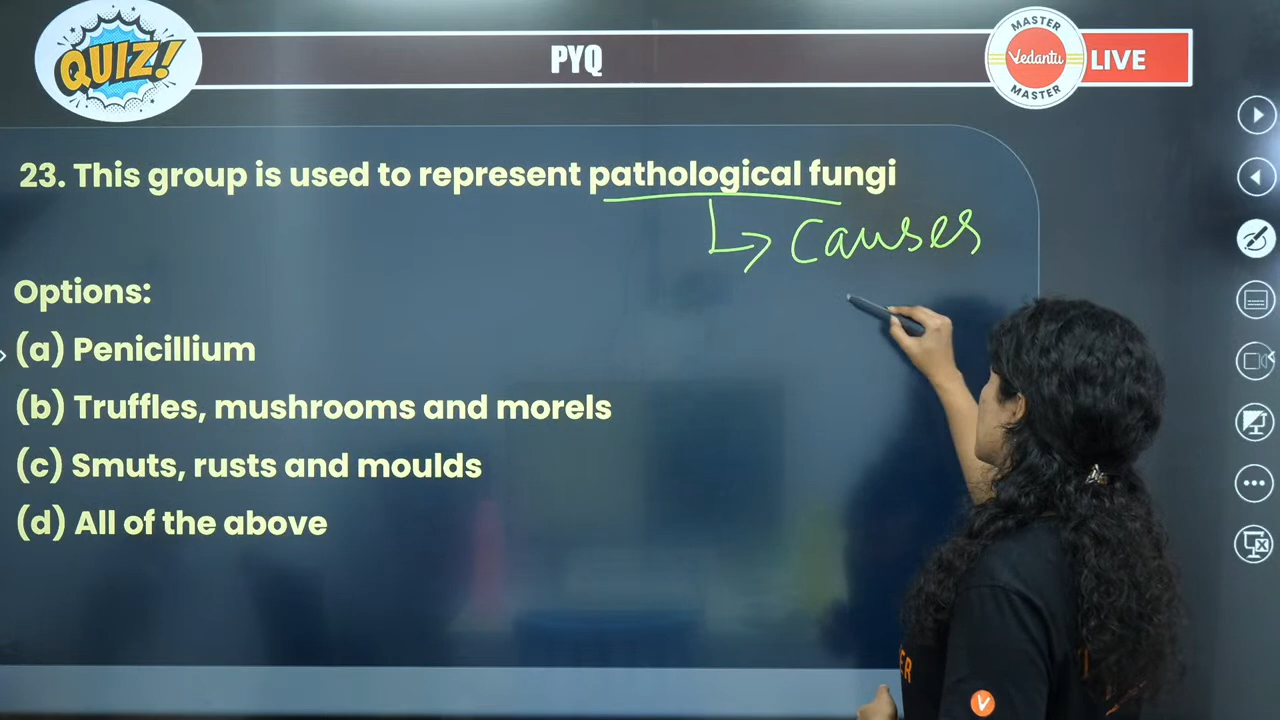 QUIZ!
PYQ
MASTER
Vedantu
MASTER
LIVE
23. This group is used to represent pathological fungi
causes
Options:
(a) Penicillium
(b) Truffles, mushrooms and morels
(c) Smuts, rusts and moulds
(d) All of the above
ER
V